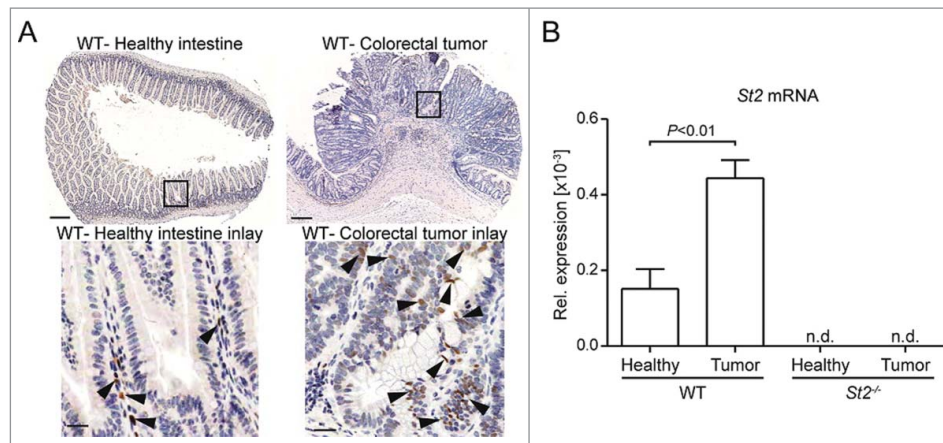 A
WT- Healthy intestine
WT- Colorectal tumor
WT- Healthy intestine inlay
WT- Colorectal tumor inlay
B
St2 mRNA
P<0.01
Rel. expression [x10⁻³]
0.6
0.4
0.2
0.0
n.d. n.d.
Healthy Tumor Healthy Tumor
WT St2⁻/⁻